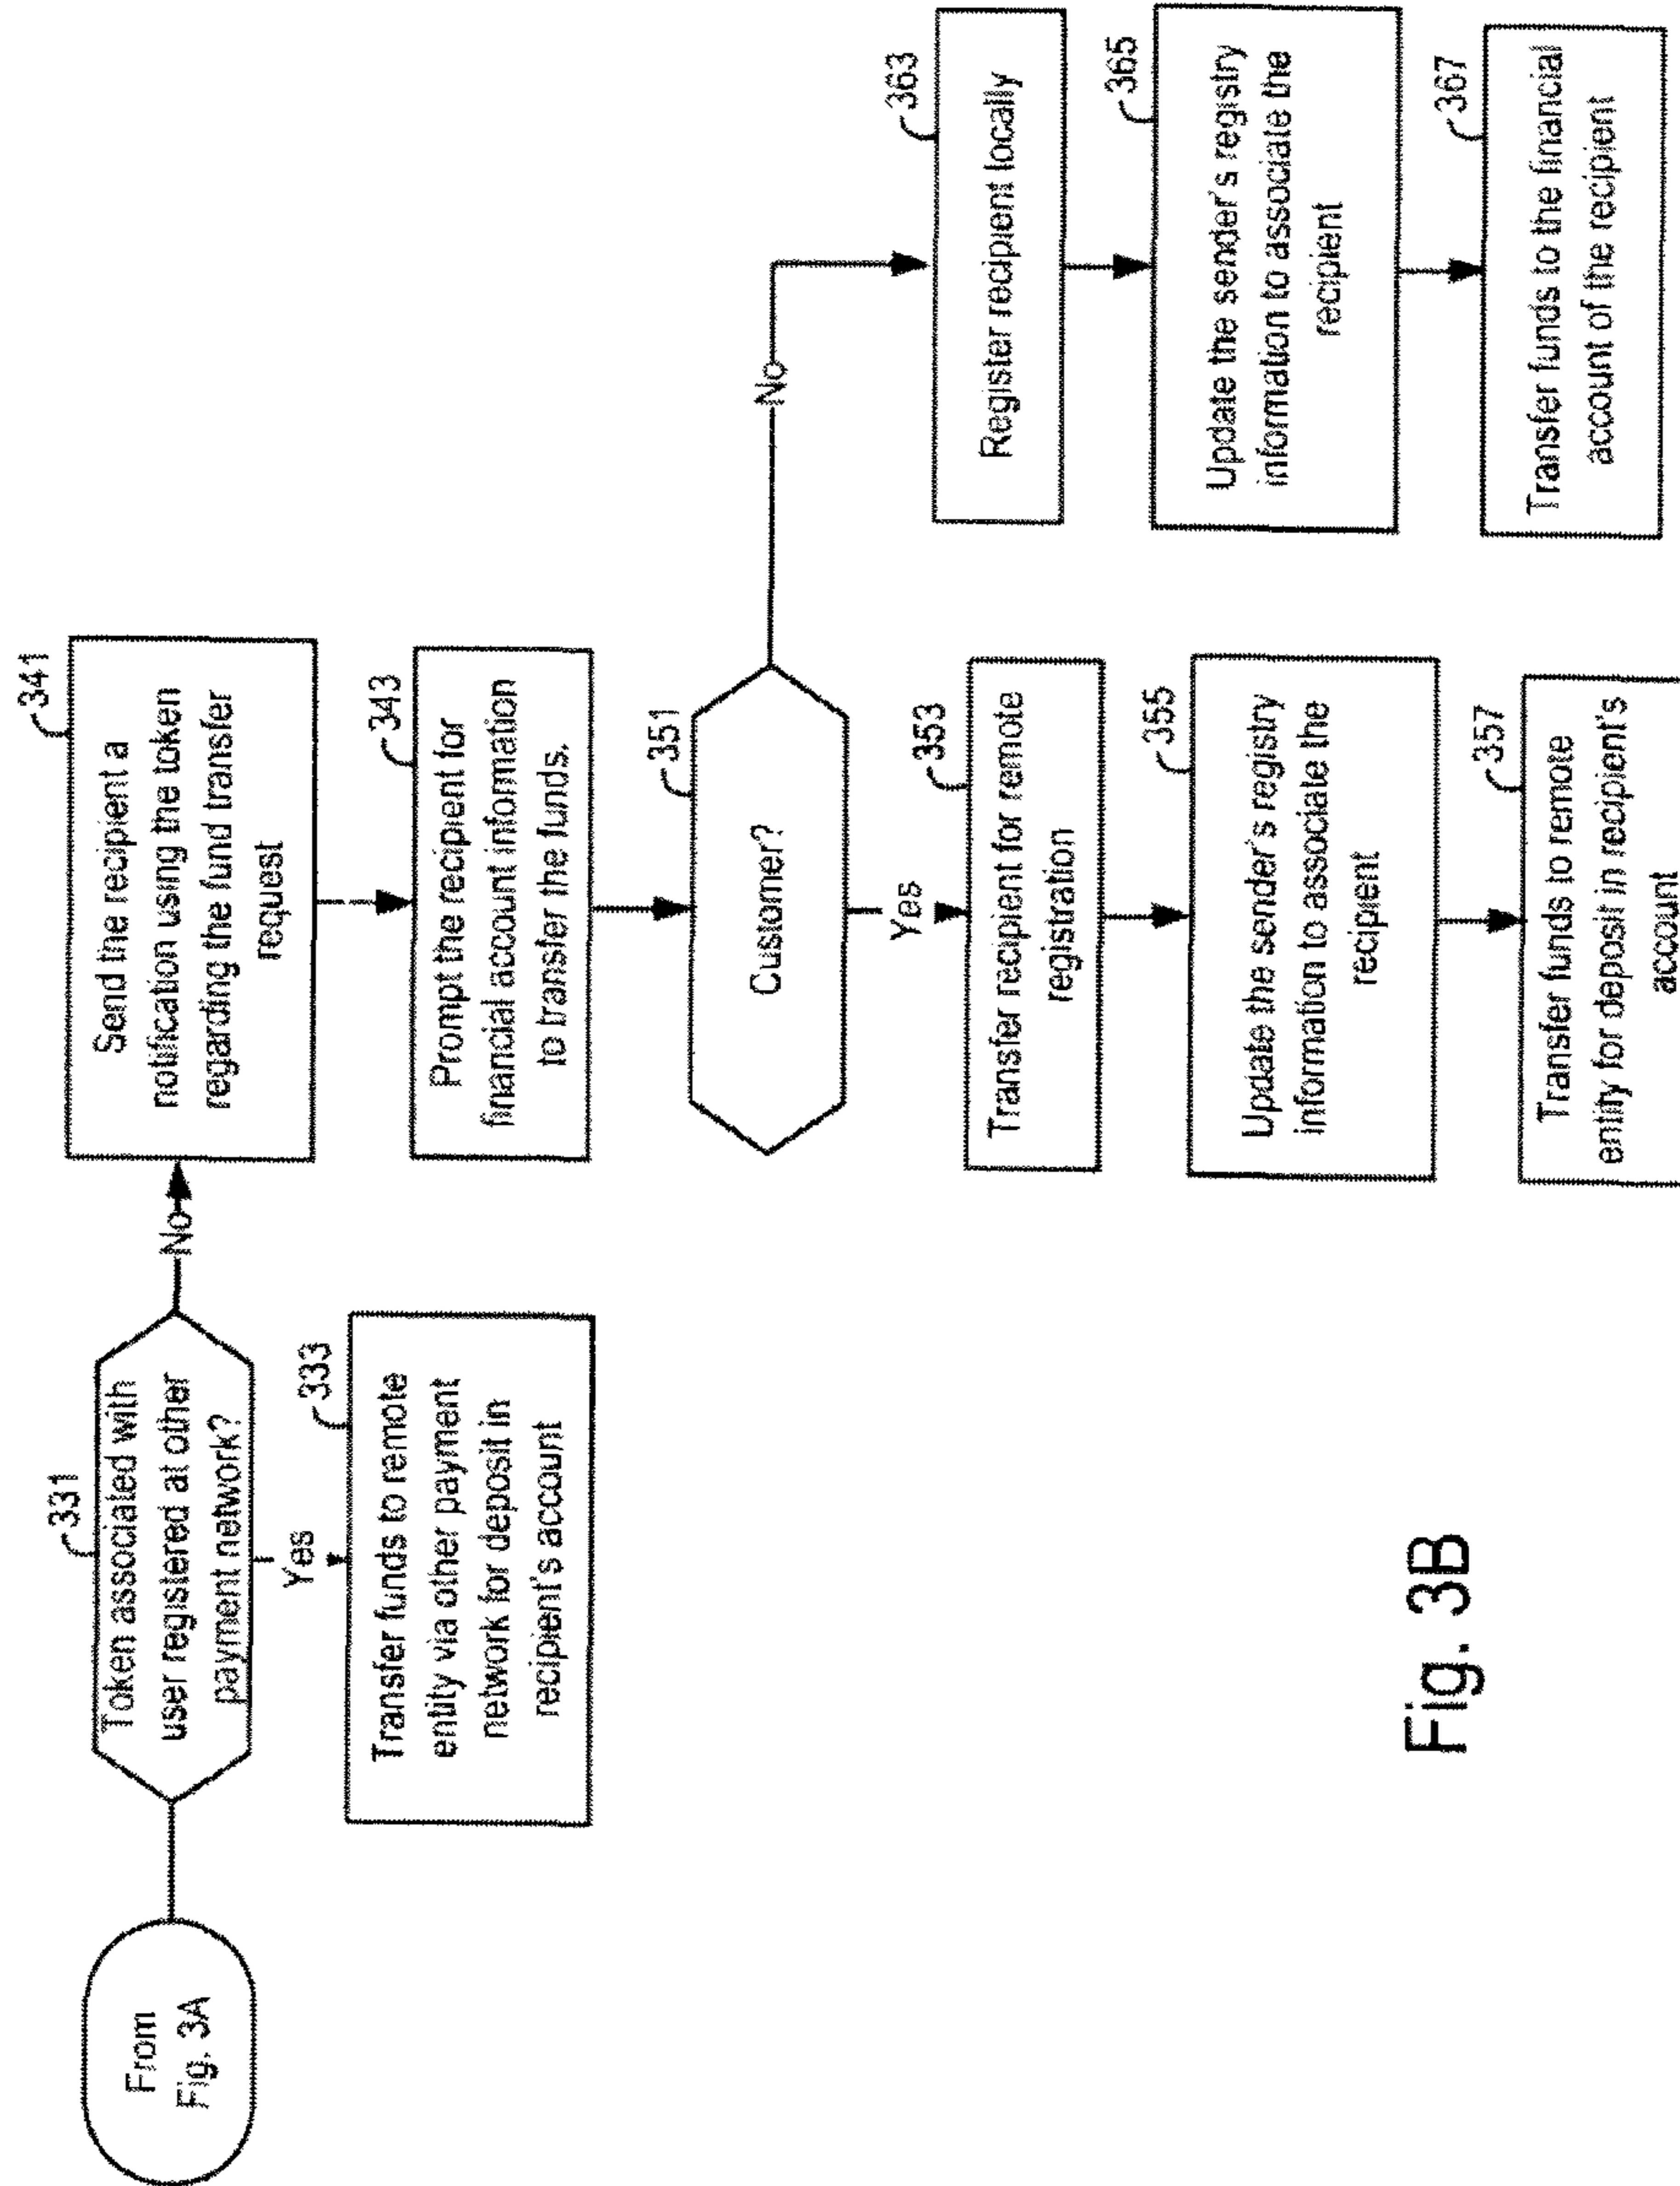 From
Fig. 3A
331
Token associated with
user registered at other
payment network?
No
Yes
333
Transfer funds to remote
entity via other payment
network for deposit in
recipient's account
341
Send the recipient a
notification using the token
regarding the fund transfer
request
343
Prompt the recipient for
financial account information
to transfer the funds.
351
Customer?
No
Yes
353
Transfer recipient for remote
registration
355
Update the sender's registry
information to associate the
recipient
357
Transfer funds to remote
entity for deposit in recipient's
account
363
Register recipient locally
365
Update the sender's registry
information to associate the
recipient
367
Transfer funds to the financial
account of the recipient
Fig. 3B